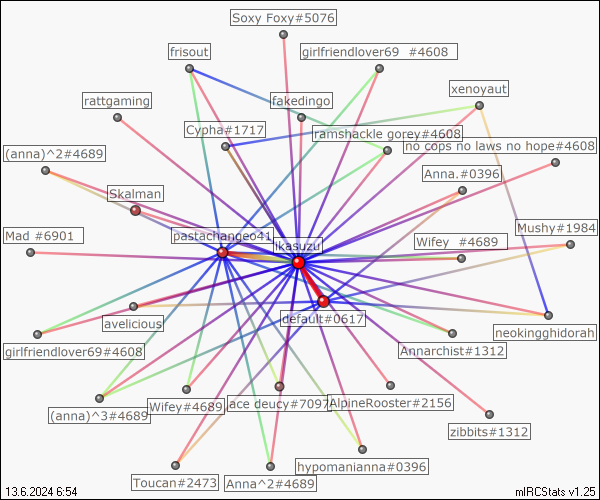 Soxy Foxy#5076
frisout
girlfriendlover69 #4608
xenoyaut
rattgaming
fakedingo
Cypha#1717
ramshackle gorey#4608
no cops no laws no hope#4608
(anna)^2#4689
Anna.#0396
Skalman
Mad #6901
pastachangeo41
ikasuzu
Wifey #4689
Mushy#1984
avelicious
default#0617
neokingghidorah
girlfriendlover69#4608
Annarchist#1312
(anna)^3#4689
Wifey#4689
ace deucy#7097
AlpineRooster#2156
zibbits#1312
Toucan#2473
Anna^2#4689
hypomanianna#0396
13.6.2024 6:54
mIRCStats v1.25